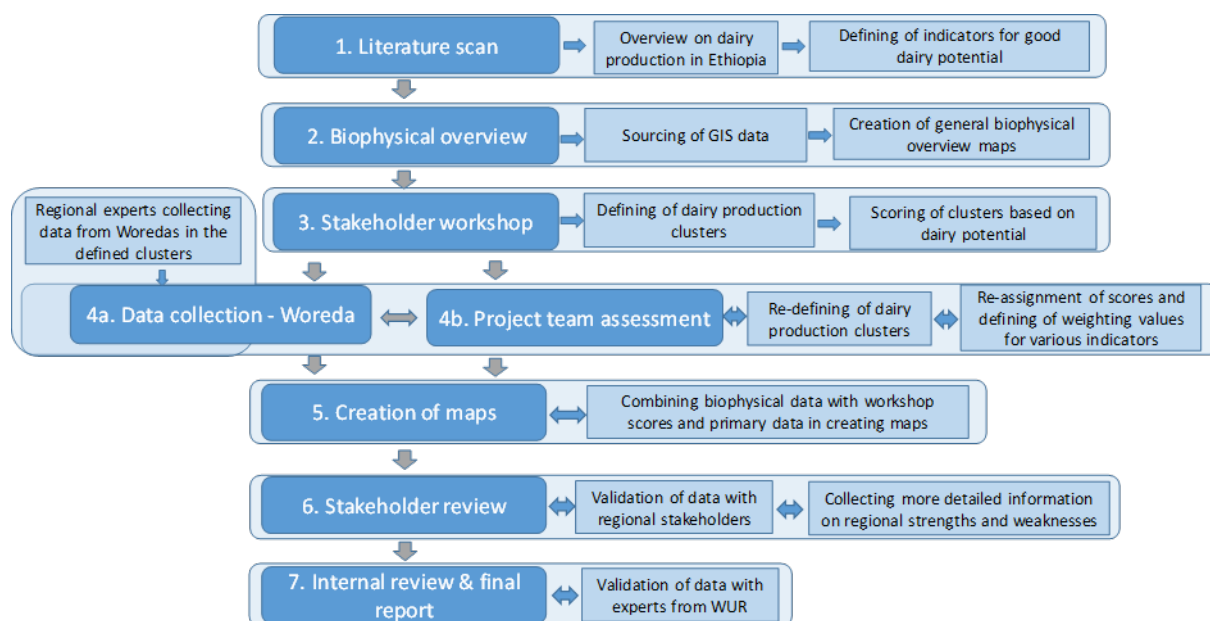 1. Literature scan
Overview on dairy
production in Ethiopia
Defining of indicators for good
dairy potential
2. Biophysical overview
Sourcing of GIS data
Creation of general biophysical
overview maps
Regional experts collecting
data from Woredas in the
defined clusters
3. Stakeholder workshop
Defining of dairy production
clusters
Scoring of clusters based on
dairy potential
4a. Data collection - Woreda
4b. Project team assessment
Re-defining of dairy
production clusters
Re-assignment of scores and
defining of weighting values
for various indicators
5. Creation of maps
Combining biophysical data with workshop
scores and primary data in creating maps
6. Stakeholder review
Validation of data with
regional stakeholders
Collecting more detailed information
on regional strengths and weaknesses
7. Internal review & final
report
Validation of data with
experts from WUR